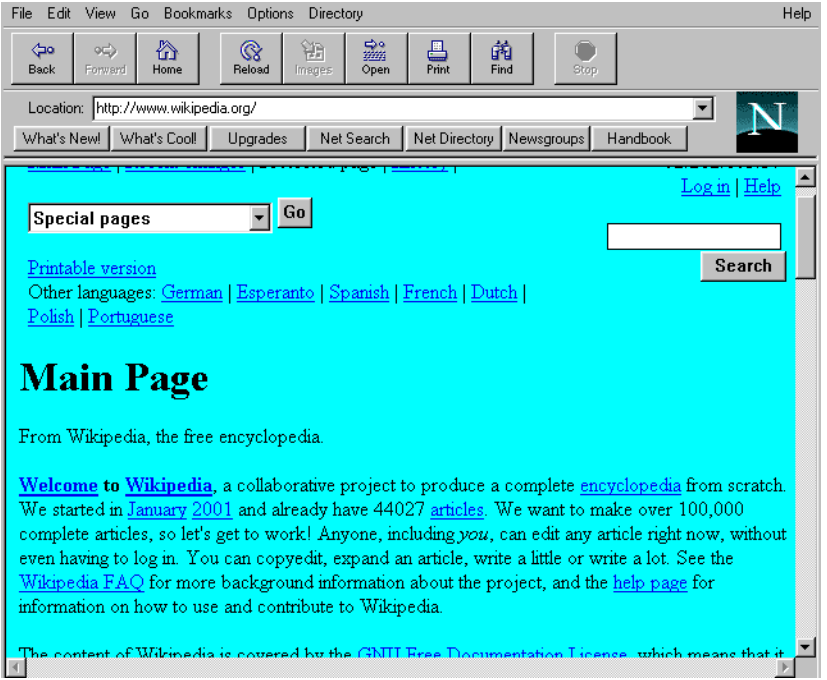 File Edit View Go Bookmarks Options Directory Help
Back Forward Home Reload Images Open Print Find Stop
Location: http://www.wikipedia.org/
N
What's New! What's Cool! Upgrades Net Search Net Directory Newsgroups Handbook
Log in | Help
Special pages Go
Search
Printable version
Other languages: German | Esperanto | Spanish | French | Dutch |
Polish | Portuguese
Main Page
From Wikipedia, the free encyclopedia.
Welcome to Wikipedia, a collaborative project to produce a complete encyclopedia from scratch.
We started in January 2001 and already have 44027 articles. We want to make over 100,000
complete articles, so let's get to work! Anyone, including you, can edit any article right now, without
even having to log in. You can copyedit, expand an article, write a little or write a lot. See the
Wikipedia FAQ for more background information about the project, and the help page for
information on how to use and contribute to Wikipedia.
The content of Wikipedia is covered by the GNU Free Documentation License, which means that it